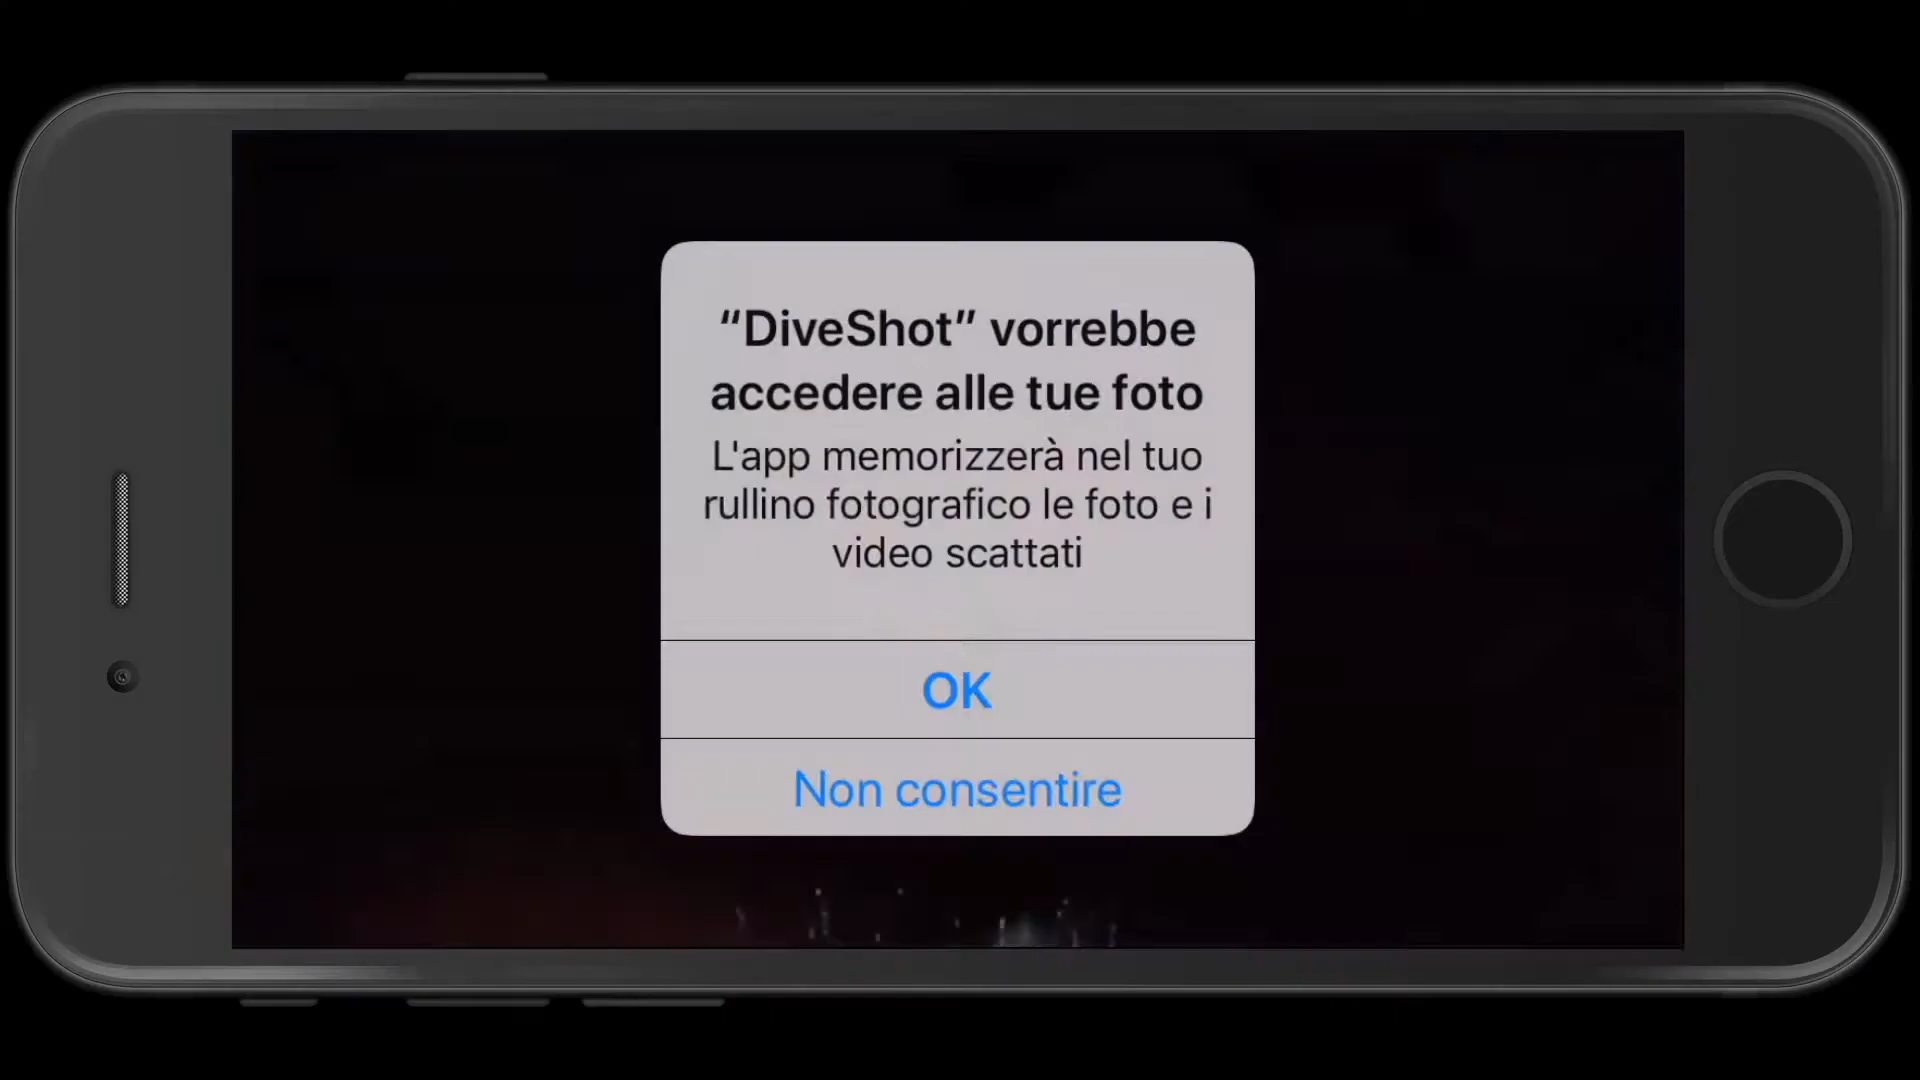 “DiveShot” vorrebbe
accedere alle tue foto
L'app memorizzerà nel tuo
rullino fotografico le foto e i
video scattati
OK
Non consentire